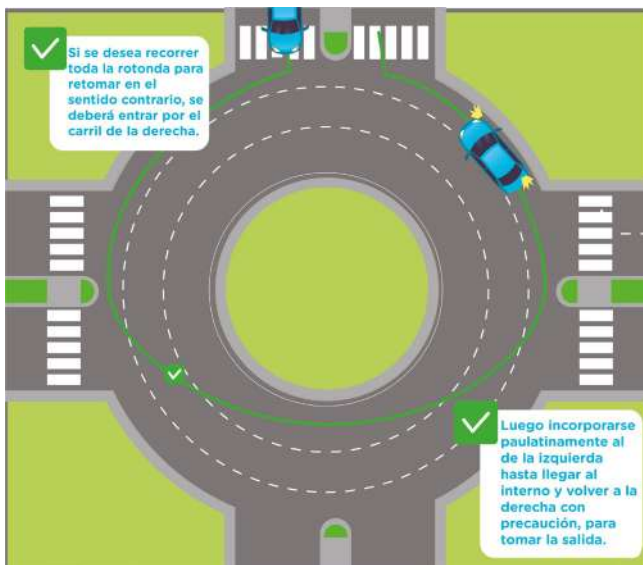 Si se desea recorrer
toda la rotonda para
retomar en el
sentido contrario, se
deberá entrar por el
carril de la derecha.
Luego incorporarse
paulatinamente al
de la izquierda
hasta llegar al
interno y volver a la
derecha con
precaución, para
tomar la salida.